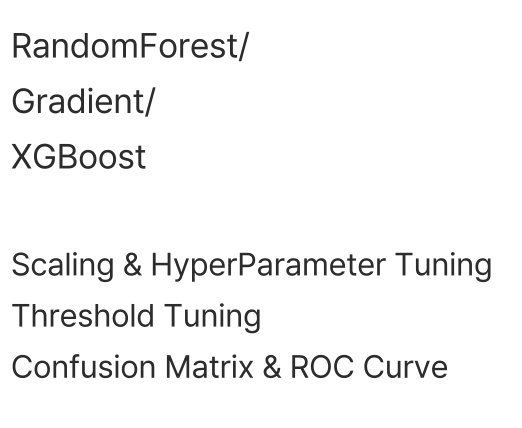 RandomForest/
Gradient/
XGBoost
Scaling & HyperParameter Tuning
Threshold Tuning
Confusion Matrix & ROC Curve